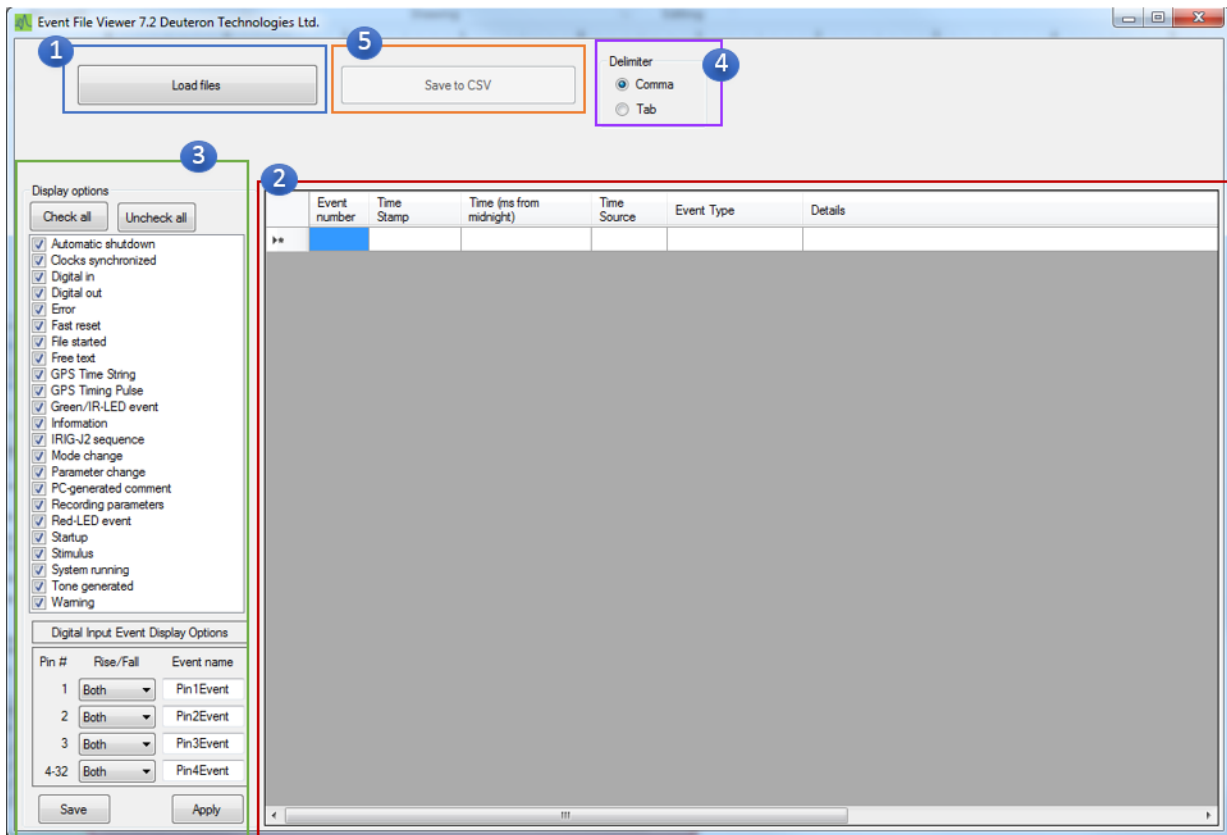 Event File Viewer 7.2 Deuteron Technologies Ltd.
1
5
4
Load files
Save to CSV
Delimiter
Comma
Tab
3
2
Display options
Check all Uncheck all
Automatic shutdown
Clocks synchronized
Digital in
Digital out
Error
Fast reset
File started
Free text
GPS Time String
GPS Timing Pulse
Green/IR-LED event
Information
IRIG-J2 sequence
Mode change
Parameter change
PC-generated comment
Recording parameters
Red-LED event
Startup
Stimulus
System running
Tone generated
Warning
Event number
Time Stamp
Time (ms from midnight)
Time Source
Event Type
Details
Digital Input Event Display Options
Pin # Rise/Fall Event name
1 Both Pin1Event
2 Both Pin2Event
3 Both Pin3Event
4-32 Both Pin4Event
Save Apply